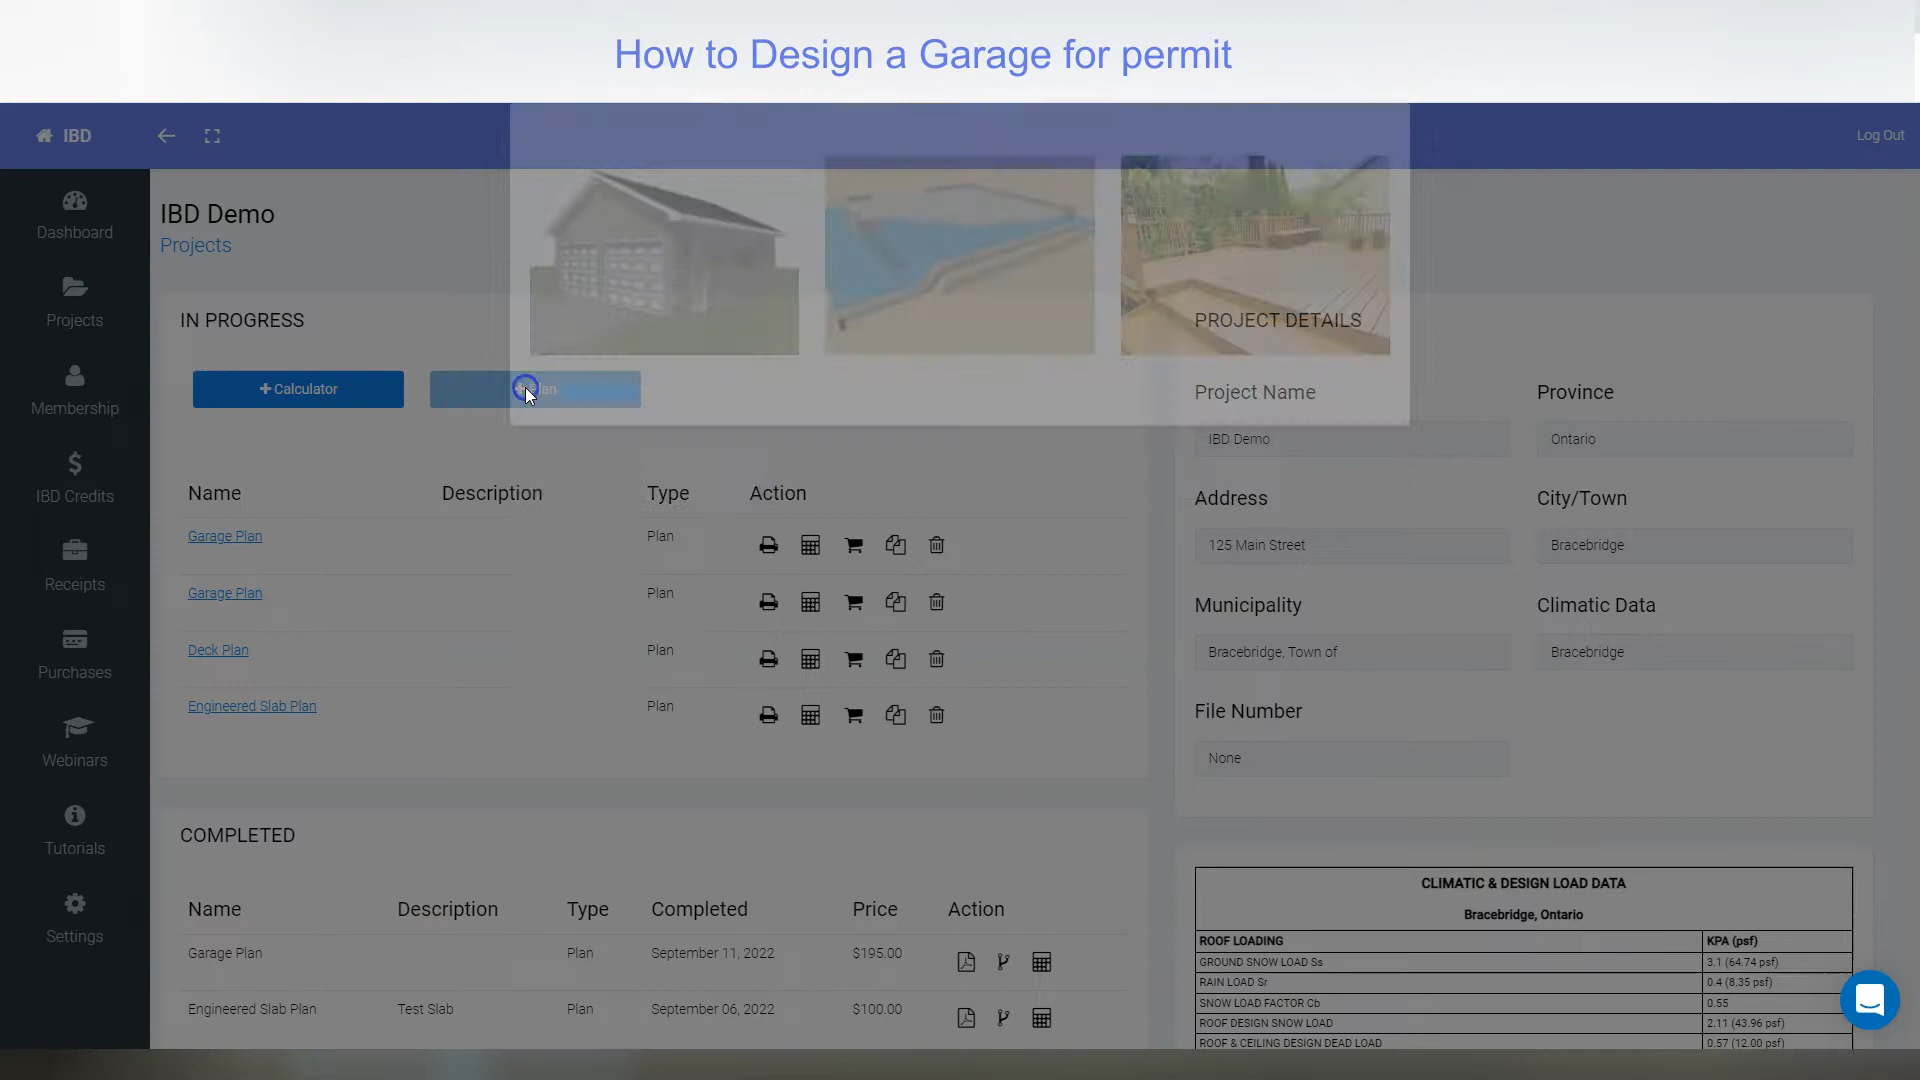 How to Design a Garage for permit
IBD
Log Out
Dashboard
Projects
Membership
IBD Credits
Receipts
Purchases
Webinars
Tutorials
Settings
IBD Demo
Projects
IN PROGRESS
Calculator
Plan
Name Description Type Action
Garage Plan Plan
Garage Plan Plan
Deck Plan Plan
Engineered Slab Plan Plan
COMPLETED
Name Description Type Completed Price Action
Garage Plan Plan September 11, 2022 $195.00
Engineered Slab Plan Test Slab Plan September 06, 2022 $100.00
PROJECT DETAILS
Project Name Province
IBD Demo Ontario
Address City/Town
125 Main Street Bracebridge
Municipality Climatic Data
Bracebridge, Town of Bracebridge
File Number
None
CLIMATIC & DESIGN LOAD DATA
Bracebridge, Ontario
ROOF LOADING KPA (psf)
GROUND SNOW LOAD Ss 3.1 (64.74 psf)
RAIN LOAD Sr 0.4 (8.35 psf)
SNOW LOAD FACTOR Cb 0.55
ROOF DESIGN SNOW LOAD 2.11 (43.96 psf)
ROOF & CEILING DESIGN DEAD LOAD 0.57 (12.00 psf)